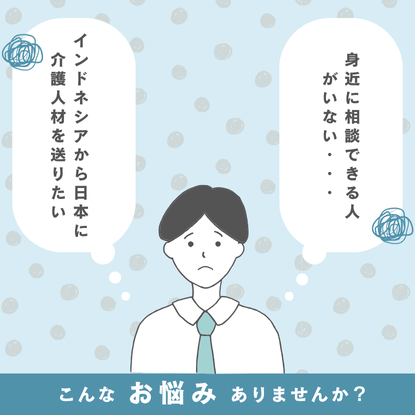 身近に相談できる人
がいない・・・
インドネシアから日本に
介護人材を送りたい
こんな お悩み ありませんか？